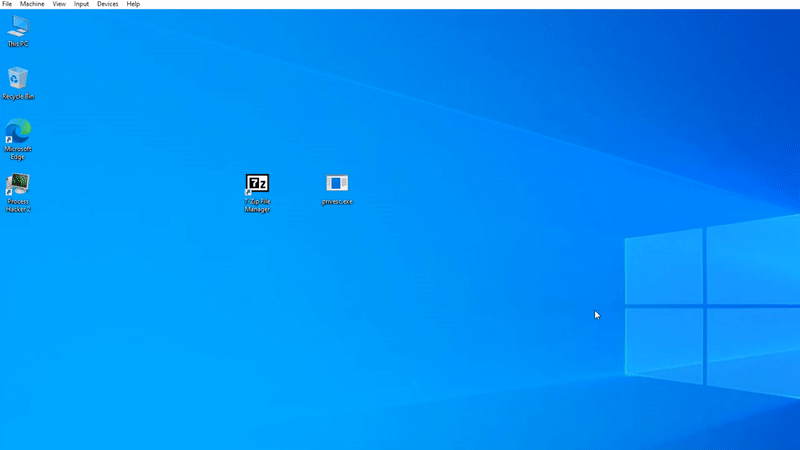 File Machine View Input Devices Help
This PC
Recycle Bin
Microsoft
Edge
Process
Hacker 2
7z
7-Zip File
Manager
privesc.exe